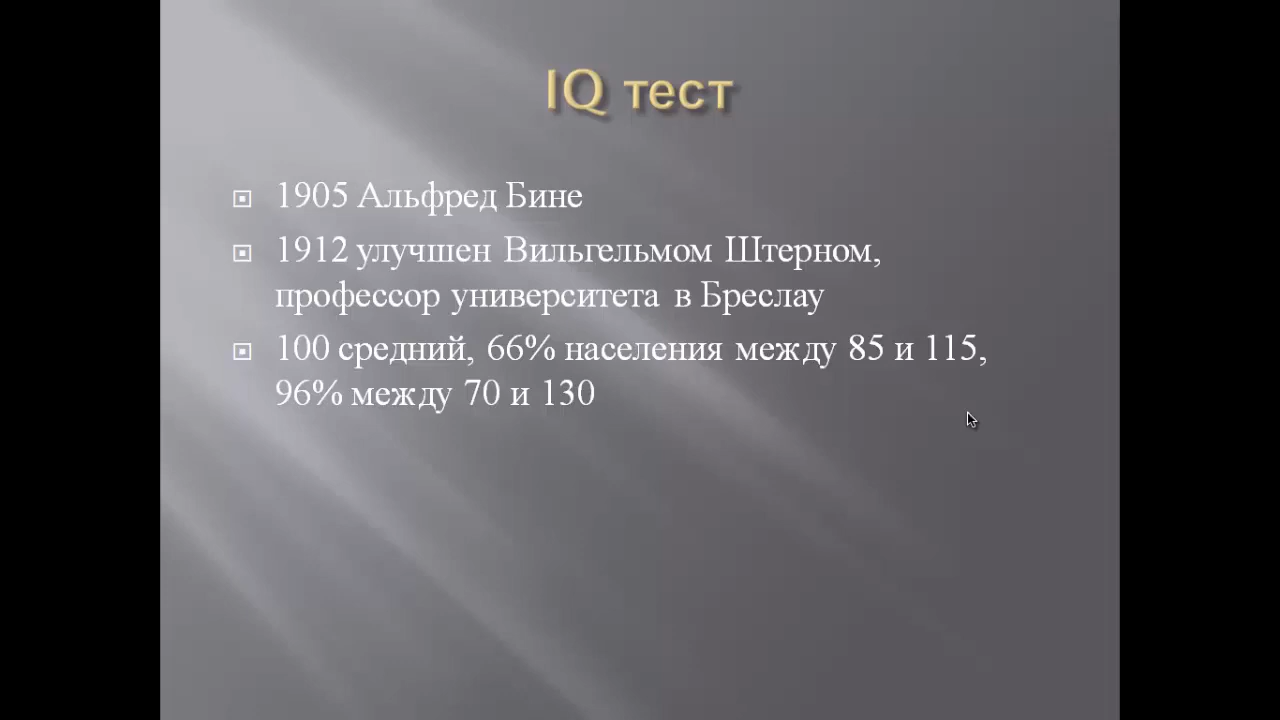 IQ тест
1905 Альфред Бине
1912 улучшен Вильгельмом Штерном,
профессор университета в Бреслау
100 средний, 66% населения между 85 и 115,
96% между 70 и 130